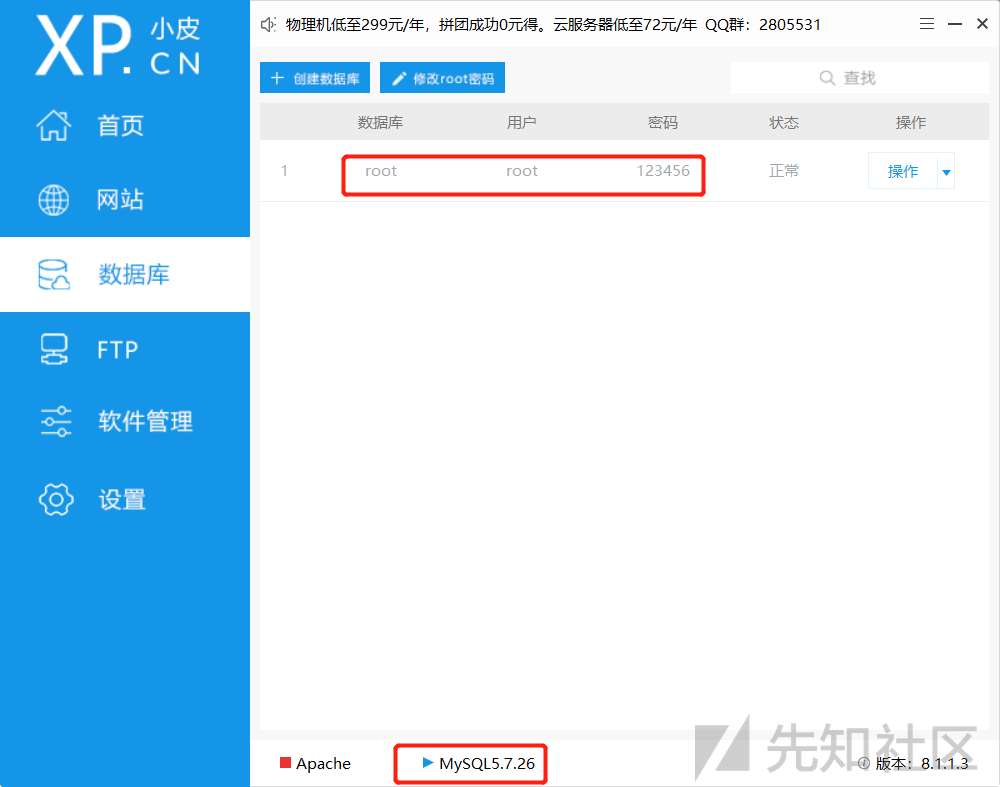 XP.CN 小皮
物理机低至299元/年，拼团成功0元得。云服务器低至72元/年 QQ群：2805531
首页
网站
数据库
FTP
软件管理
设置
创建数据库 修改root密码 查找
数据库 用户 密码 状态 操作
1 root root 123456 正常 操作
Apache MySQL5.7.26 版本：8.1.1.3
先知社区